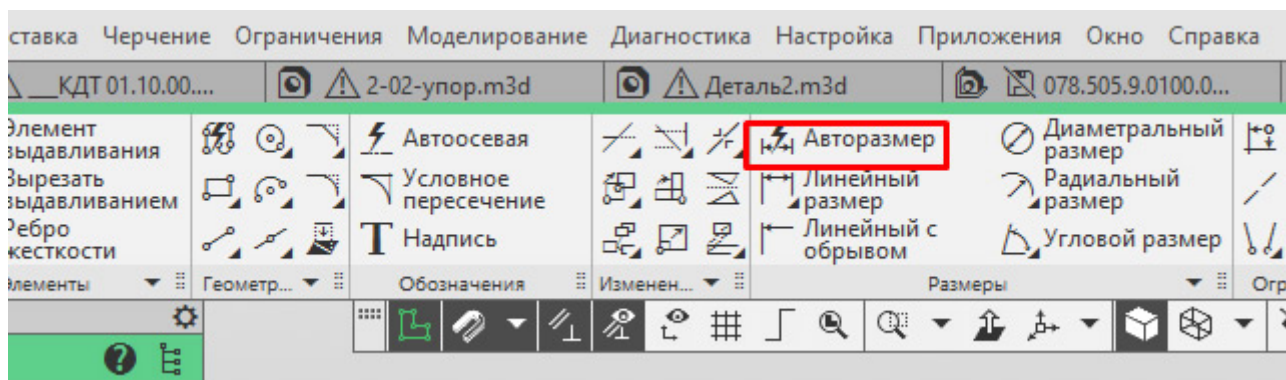 ставка Черчение Ограничения Моделирование Диагностика Настройка Приложения Окно Справка
__КДТ 01.10.00.... 2-02-упор.m3d Деталь2.m3d 078.505.9.0100.0...
Элемент
выдавливания
Автоосевая
Авторазмер
Диаметральный
размер
Вырезать
выдавливанием
Условное
пересечение
Линейный
размер
Радиальный
размер
Ребро
жесткости
Надпись
Линейный с
обрывом
Угловой размер
Элементы Геометр... Обозначения Изменен... Размеры Огр